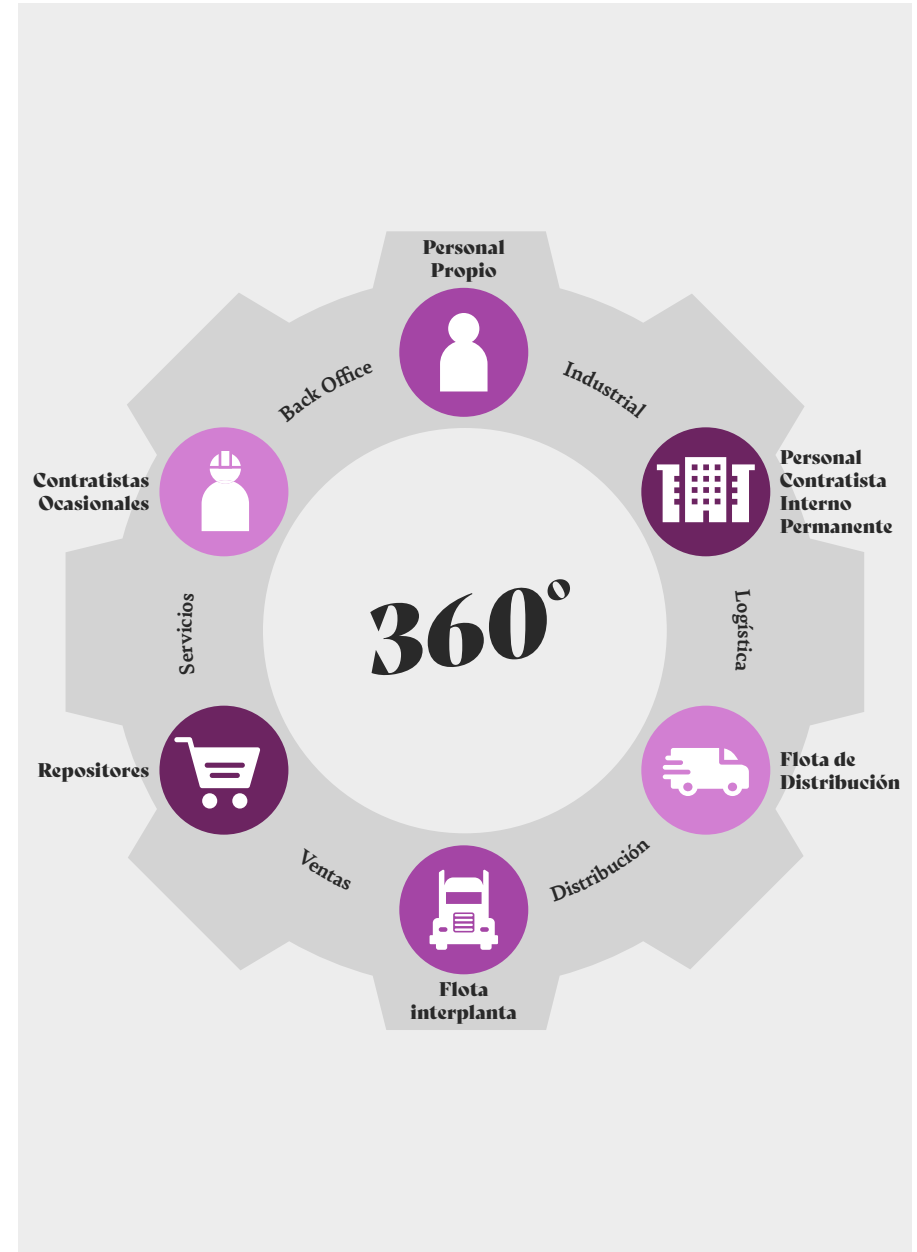 Personal
Propio
Back Office
Industrial
Contratistas
Ocasionales
Personal
Contratista
Interno
Permanente
360°
Servicios
Logística
Repositores
Flota de
Distribución
Ventas
Distribución
Flota
interplanta